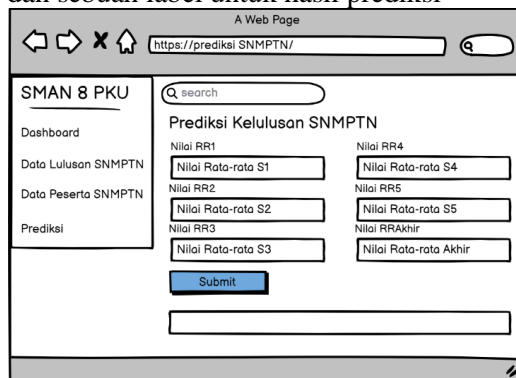 dan sebuah label untuk hasil prediksi
A Web Page
https://prediksi SNMPTN/
SMAN 8 PKU
Dashboard
Data Lulusan SNMPTN
Data Peserta SNMPTN
Prediksi
search
Prediksi Kelulusan SNMPTN
Nilai RR1
Nilai RR4
Nilai Rata-rata S1
Nilai Rata-rata S4
Nilai RR2
Nilai RR5
Nilai Rata-rata S2
Nilai Rata-rata S5
Nilai RR3
Nilai RRAkhir
Nilai Rata-rata S3
Nilai Rata-rata Akhir
Submit